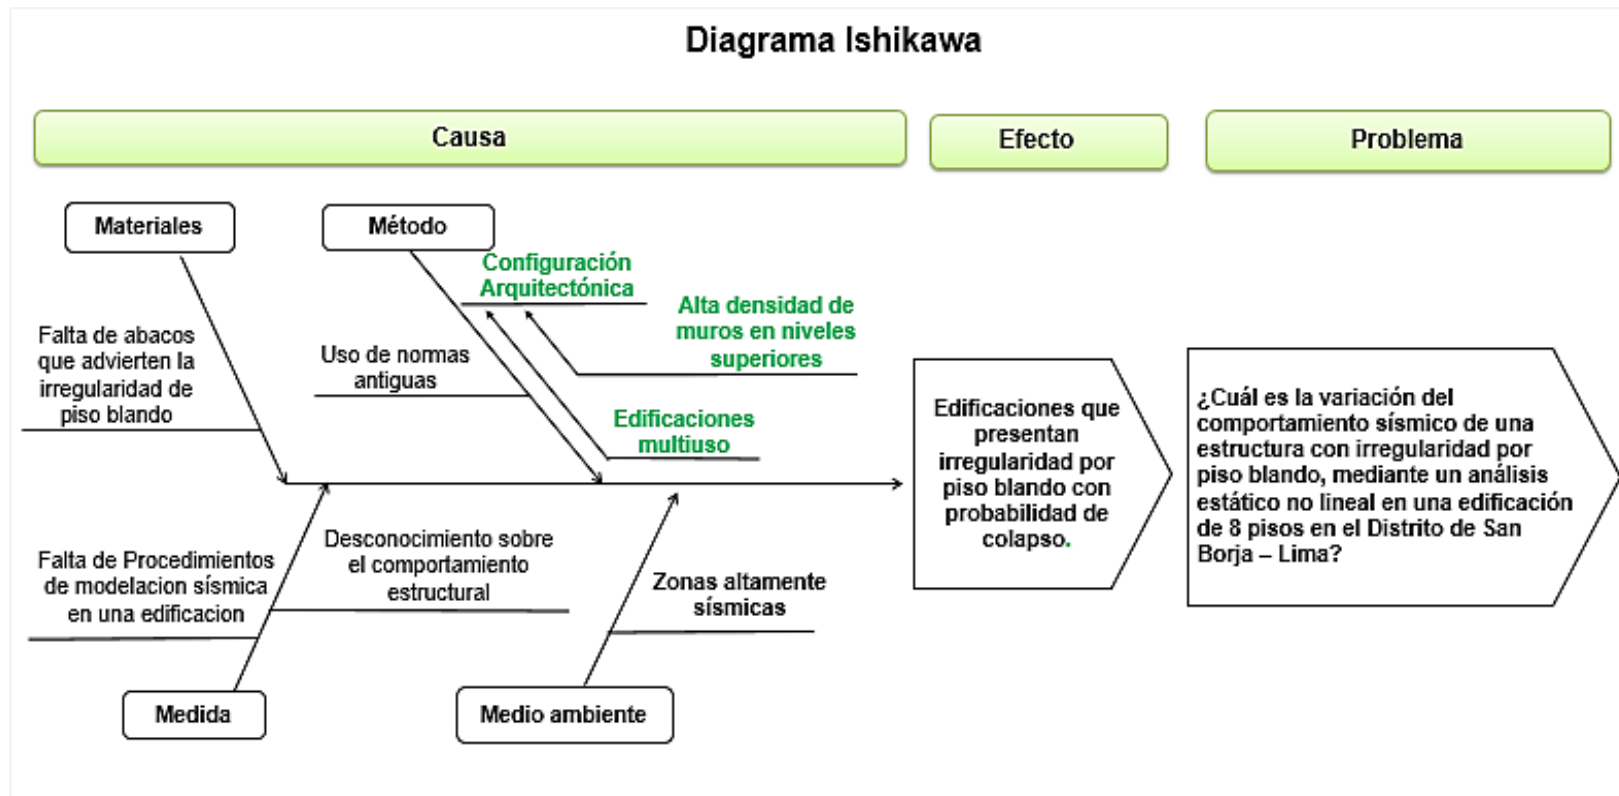 Diagrama Ishikawa
Causa
Efecto
Problema
Materiales
Método
Configuración
Arquitectónica
Alta densidad de
muros en niveles
superiores
Falta de abacos
que advierten la
irregularidad de
piso blando
Uso de normas
antiguas
Edificaciones
multiuso
Edificaciones que
presentan
irregularidad por
piso blando con
probabilidad de
colapso.
¿Cuál es la variación del
comportamiento sísmico de una
estructura con irregularidad por
piso blando, mediante un análisis
estático no lineal en una edificación
de 8 pisos en el Distrito de San
Borja – Lima?
Falta de Procedimientos
de modelacion sísmica
en una edificacion
Desconocimiento sobre
el comportamiento
estructural
Zonas altamente
sísmicas
Medida
Medio ambiente